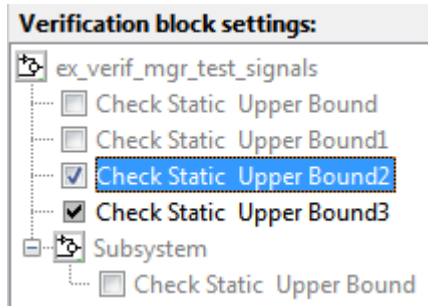 Verification block settings:
ex_verif_mgr_test_signals
Check Static Upper Bound
Check Static Upper Bound1
Check Static Upper Bound2
Check Static Upper Bound3
Subsystem
Check Static Upper Bound